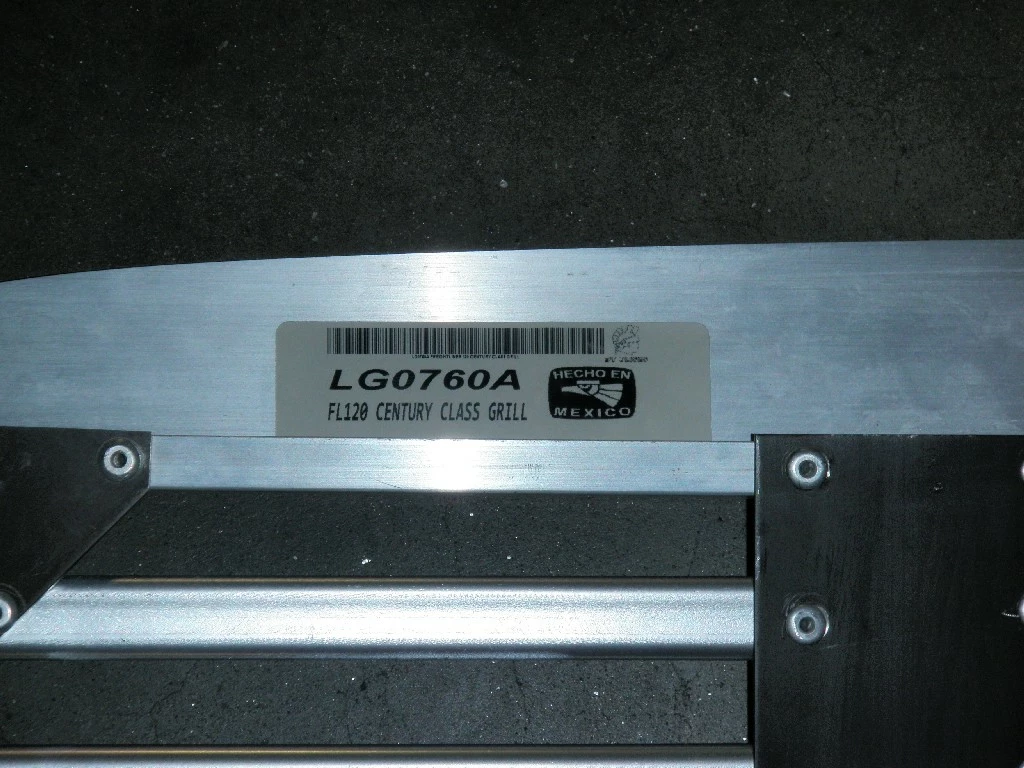 LG0760A
FL120 CENTURY CLASS GRILL
HECHO EN
MEXICO